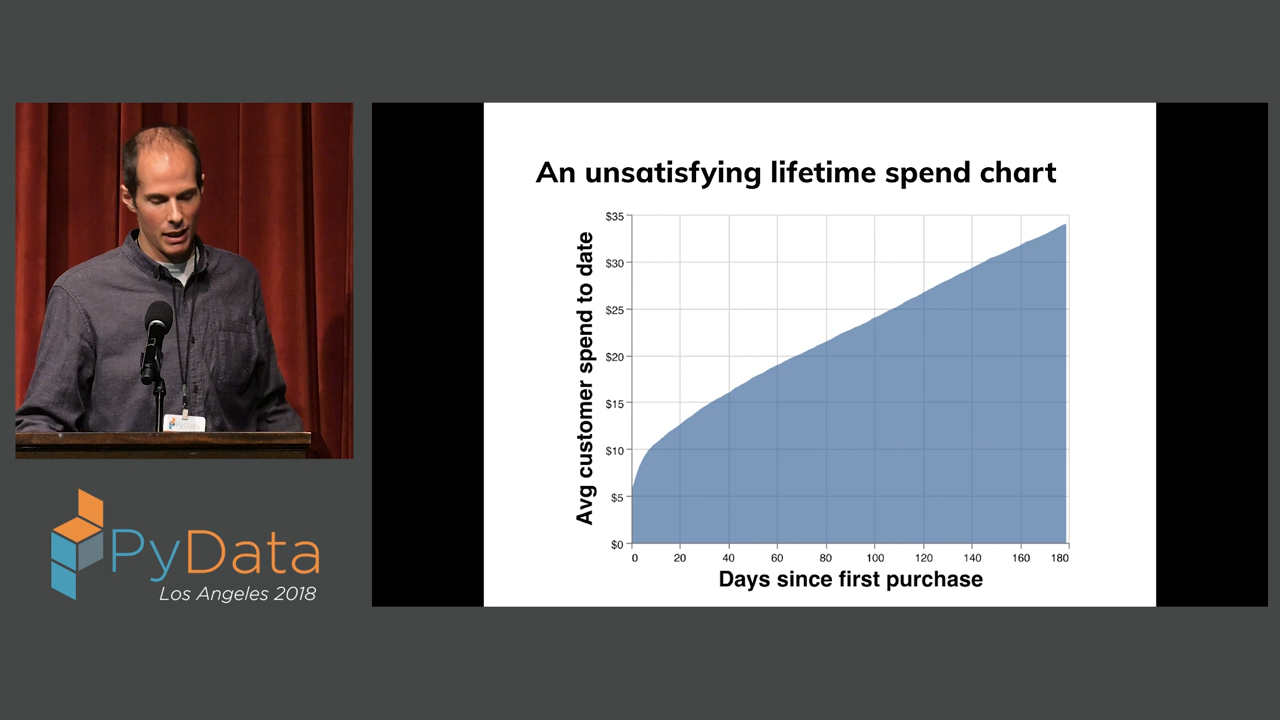 An unsatisfying lifetime spend chart
$35
$30
$25
$20
$15
$10
$5
$0
Avg customer spend to date
0 20 40 60 80 100 120 140 160 180
Days since first purchase
PyData
Los Angeles 2018